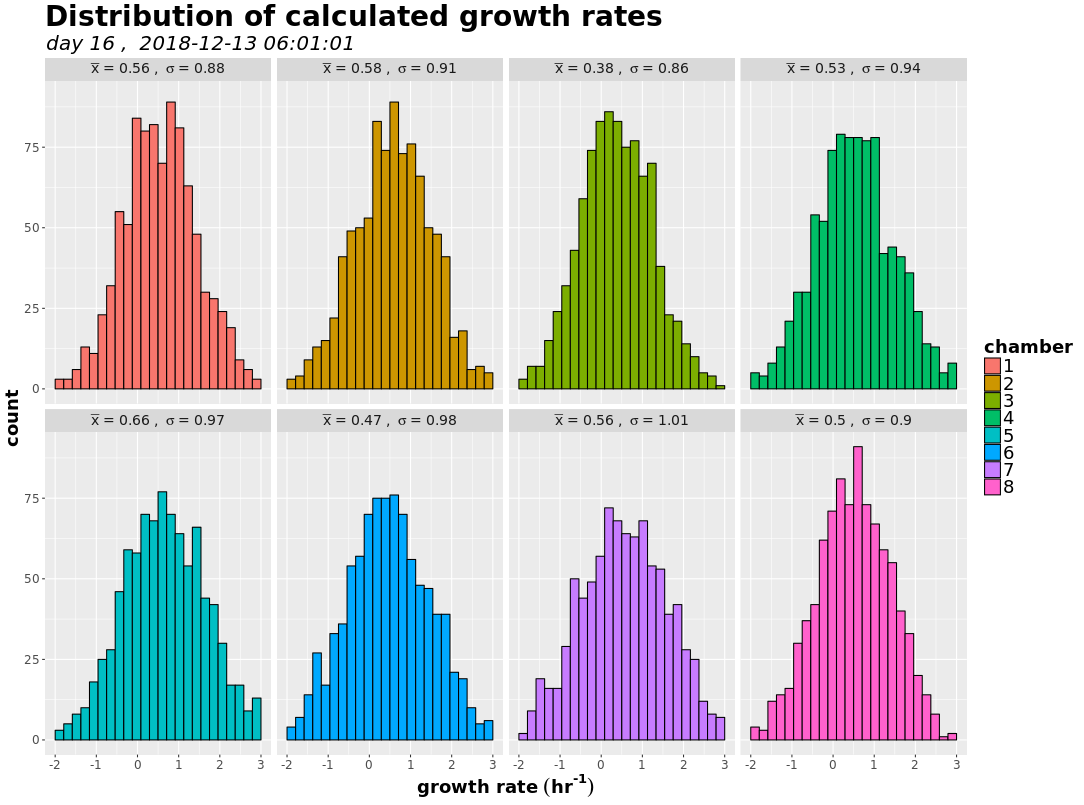 Distribution of calculated growth rates
day 16 ,  2018-12-13 06:01:01
x̅ = 0.56 ,  σ = 0.88
x̅ = 0.58 ,  σ = 0.91
x̅ = 0.38 ,  σ = 0.86
x̅ = 0.53 ,  σ = 0.94
75
50
25
0
x̅ = 0.66 ,  σ = 0.97
x̅ = 0.47 ,  σ = 0.98
x̅ = 0.56 ,  σ = 1.01
x̅ = 0.5 ,  σ = 0.9
75
50
25
0
-2 -1 0 1 2 3
-2 -1 0 1 2 3
-2 -1 0 1 2 3
-2 -1 0 1 2 3
count
growth rate (hr⁻¹)
chamber
1
2
3
4
5
6
7
8